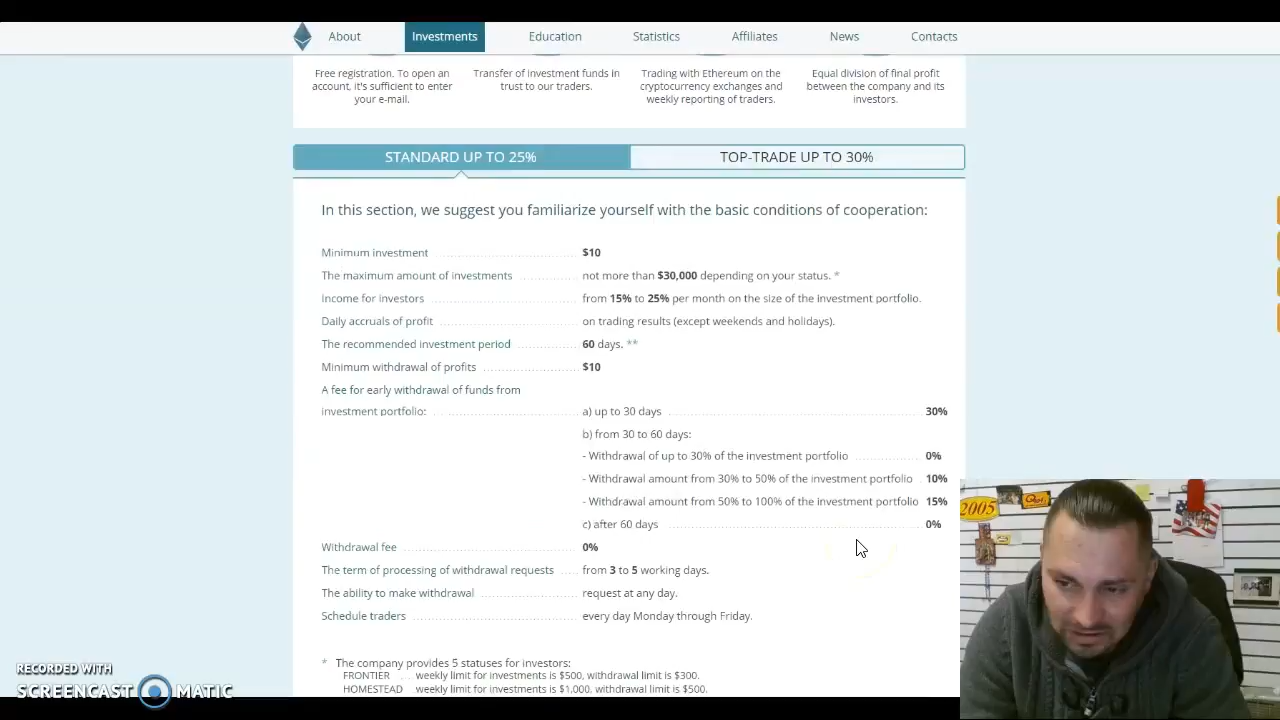 About Investments Education Statistics Affiliates News Contacts
Free registration. To open an
account, it's sufficient to enter
your e-mail.
Transfer of investment funds in
trust to our traders.
Trading with Ethereum on the
cryptocurrency exchanges and
weekly reporting of traders.
Equal division of final profit
between the company and its
investors.
STANDARD UP TO 25% TOP-TRADE UP TO 30%
In this section, we suggest you familiarize yourself with the basic conditions of cooperation:
Minimum investment $10
The maximum amount of investments not more than $30,000 depending on your status. *
Income for investors from 15% to 25% per month on the size of the investment portfolio.
Daily accruals of profit on trading results (except weekends and holidays).
The recommended investment period 60 days. **
Minimum withdrawal of profits $10
A fee for early withdrawal of funds from
investment portfolio: a) up to 30 days 30%
b) from 30 to 60 days:
- Withdrawal of up to 30% of the investment portfolio 0%
- Withdrawal amount from 30% to 50% of the investment portfolio 10%
- Withdrawal amount from 50% to 100% of the investment portfolio 15%
c) after 60 days 0%
Withdrawal fee 0%
The term of processing of withdrawal requests from 3 to 5 working days.
The ability to make withdrawal request at any day.
Schedule traders every day Monday through Friday.
* The company provides 5 statuses for investors:
FRONTIER weekly limit for investments is $500, withdrawal limit is $300.
HOMESTEAD weekly limit for investments is $1,000, withdrawal limit is $500.
2005
RECORDED WITH
SCREENCAST MATIC